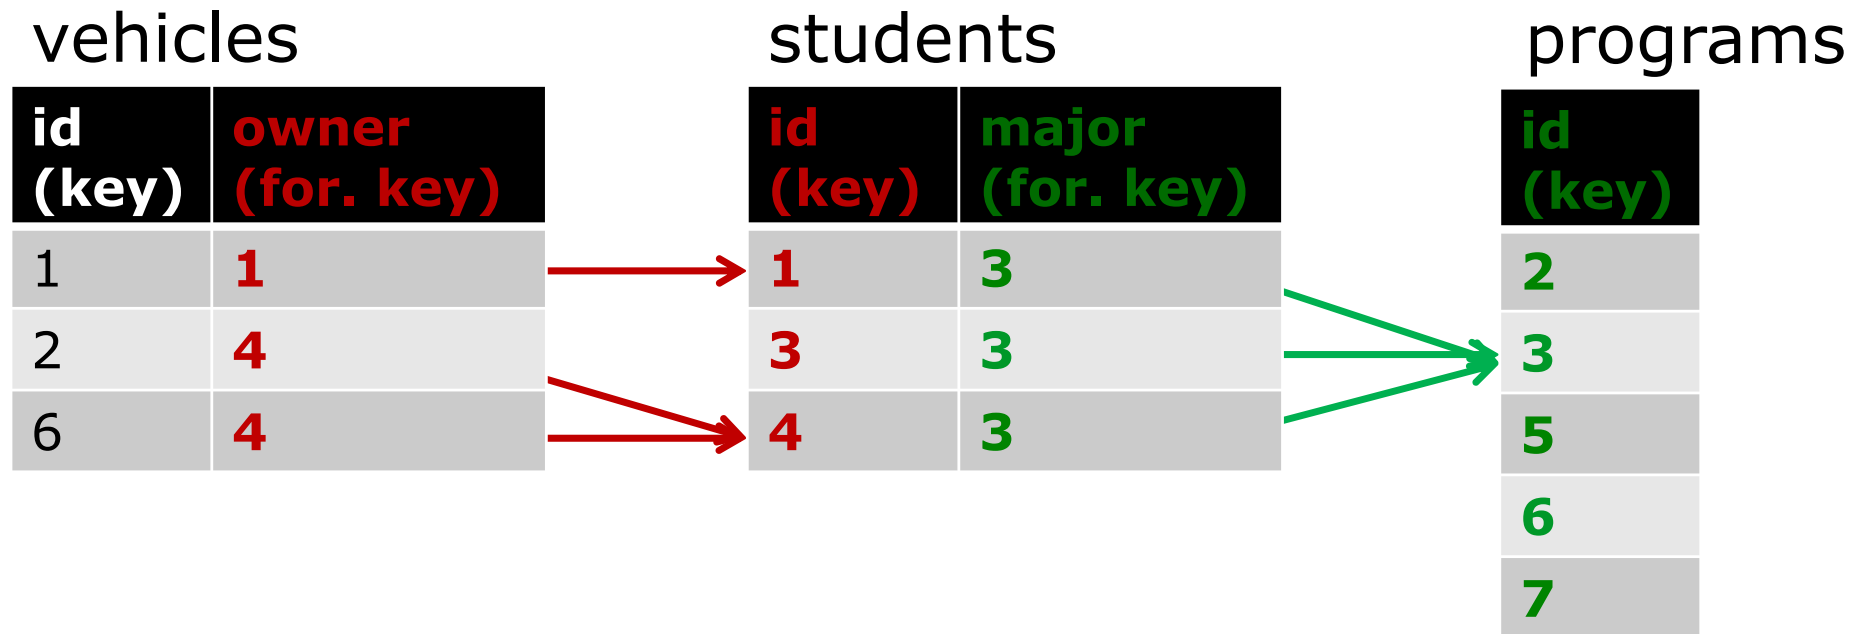 vehicles students programs
id owner id major id
(key) (for. key) (key) (for. key) (key)
1 1 1 3 2
2 4 3 3 3
6 4 4 3 5
6
7